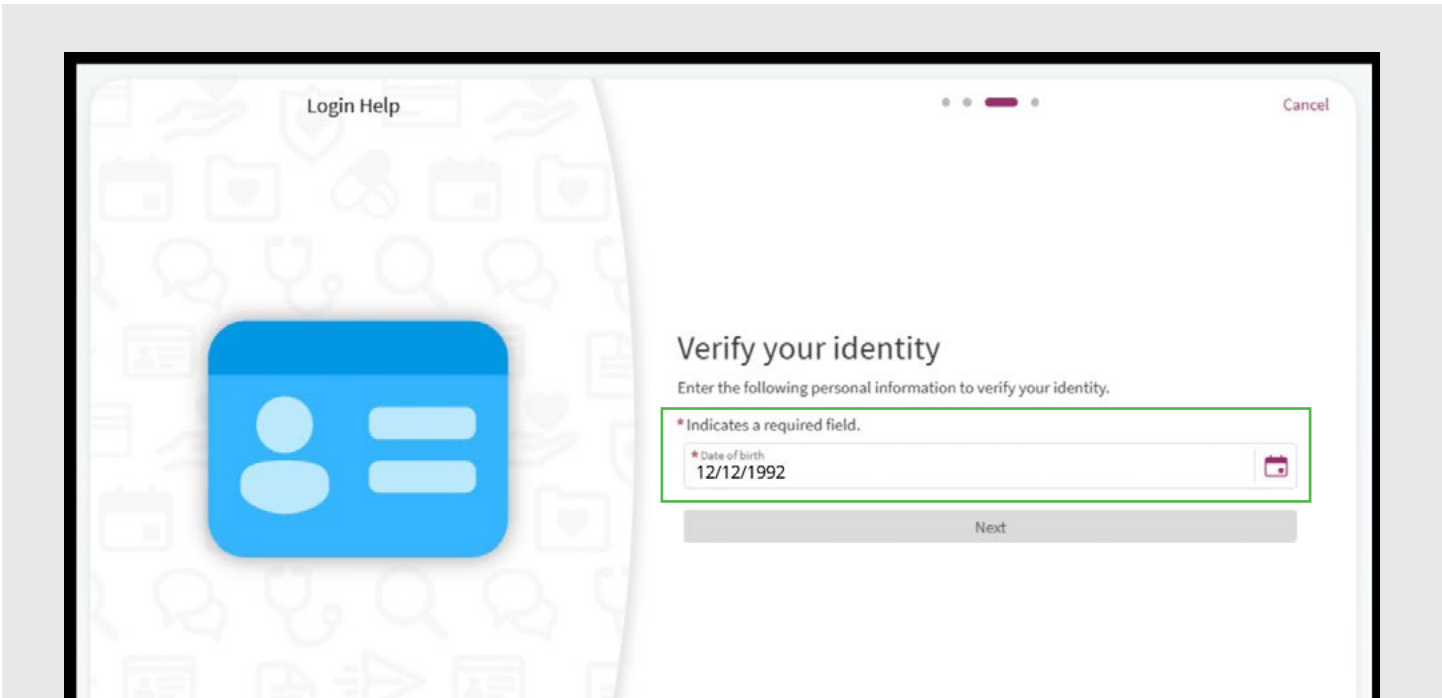 Login Help
Cancel
Verify your identity
Enter the following personal information to verify your identity.
*Indicates a required field.
*Date of birth
12/12/1992
Next